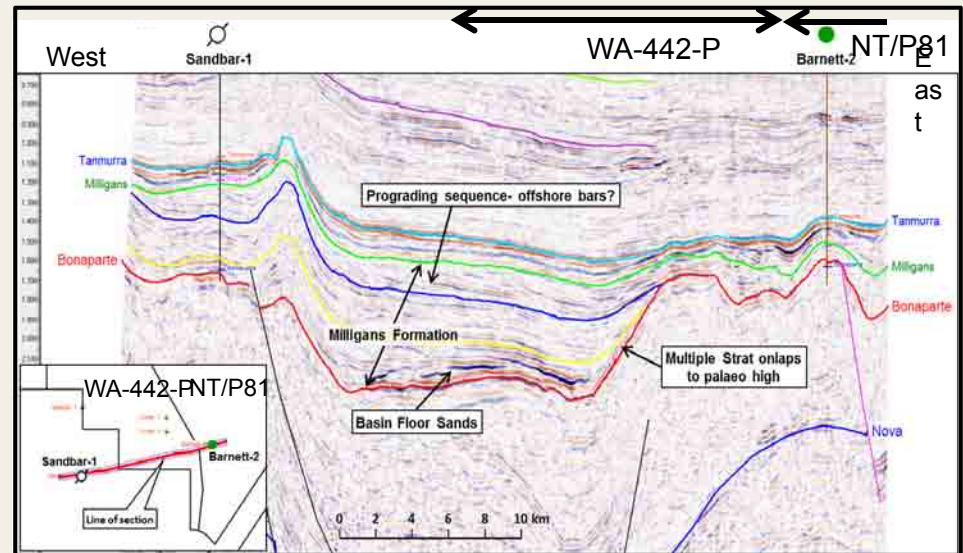 West
Sandbar-1
WA-442-P
NT/P81
Barnett-2
E
as
t
Tanmurra
Milligans
Bonaparte
Prograding sequence- offshore bars?
Milligans Formation
Basin Floor Sands
Multiple Strat onlaps
to palaeo high
Tanmurra
Milligans
Bonaparte
Nova
WA-442-P
NT/P81
Sandbar-1
Barnett-2
Line of section
0 2 4 6 8 10 km